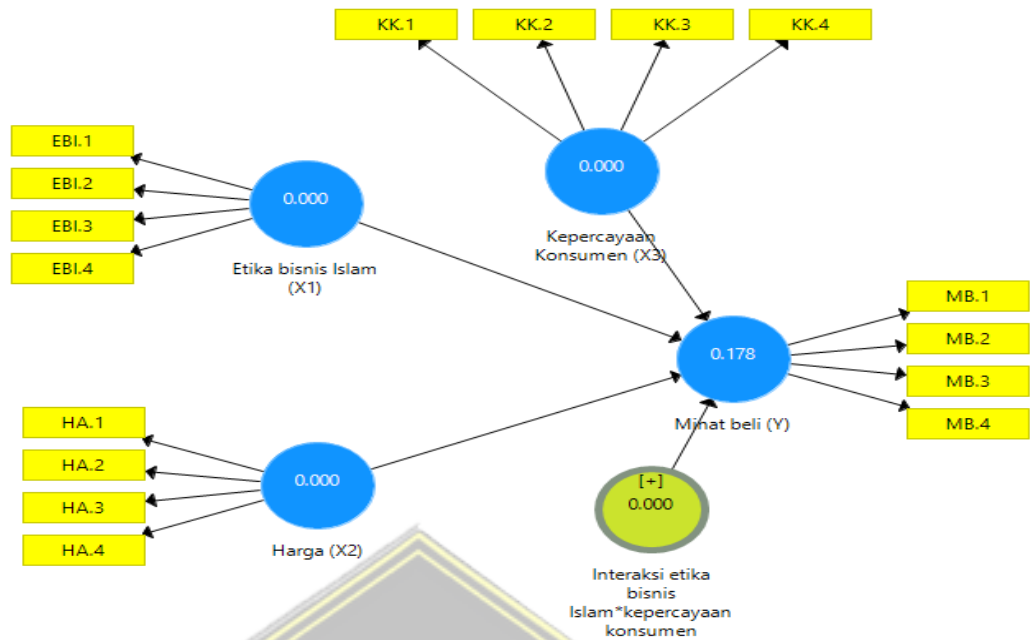 KK.1
KK.2
KK.3
KK.4
0.000
Kepercayaan
Konsumen (X3)
EBI.1
EBI.2
EBI.3
EBI.4
0.000
Etika bisnis Islam
(X1)
MB.1
MB.2
MB.3
MB.4
0.178
Minat beli (Y)
HA.1
HA.2
HA.3
HA.4
0.000
Harga (X2)
[+]
0.000
Interaksi etika
bisnis
Islam*kepercayaan
konsumen